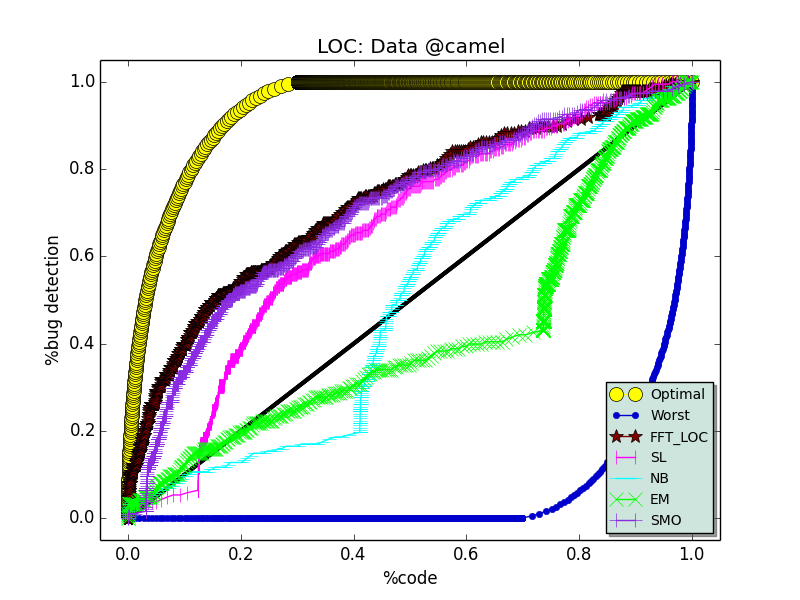 LOC: Data @camel
%bug detection
1.0
0.8
0.6
0.4
0.2
0.0
Optimal
Worst
FFT_LOC
SL
NB
EM
SMO
0.0 0.2 0.4 0.6 0.8 1.0
%code